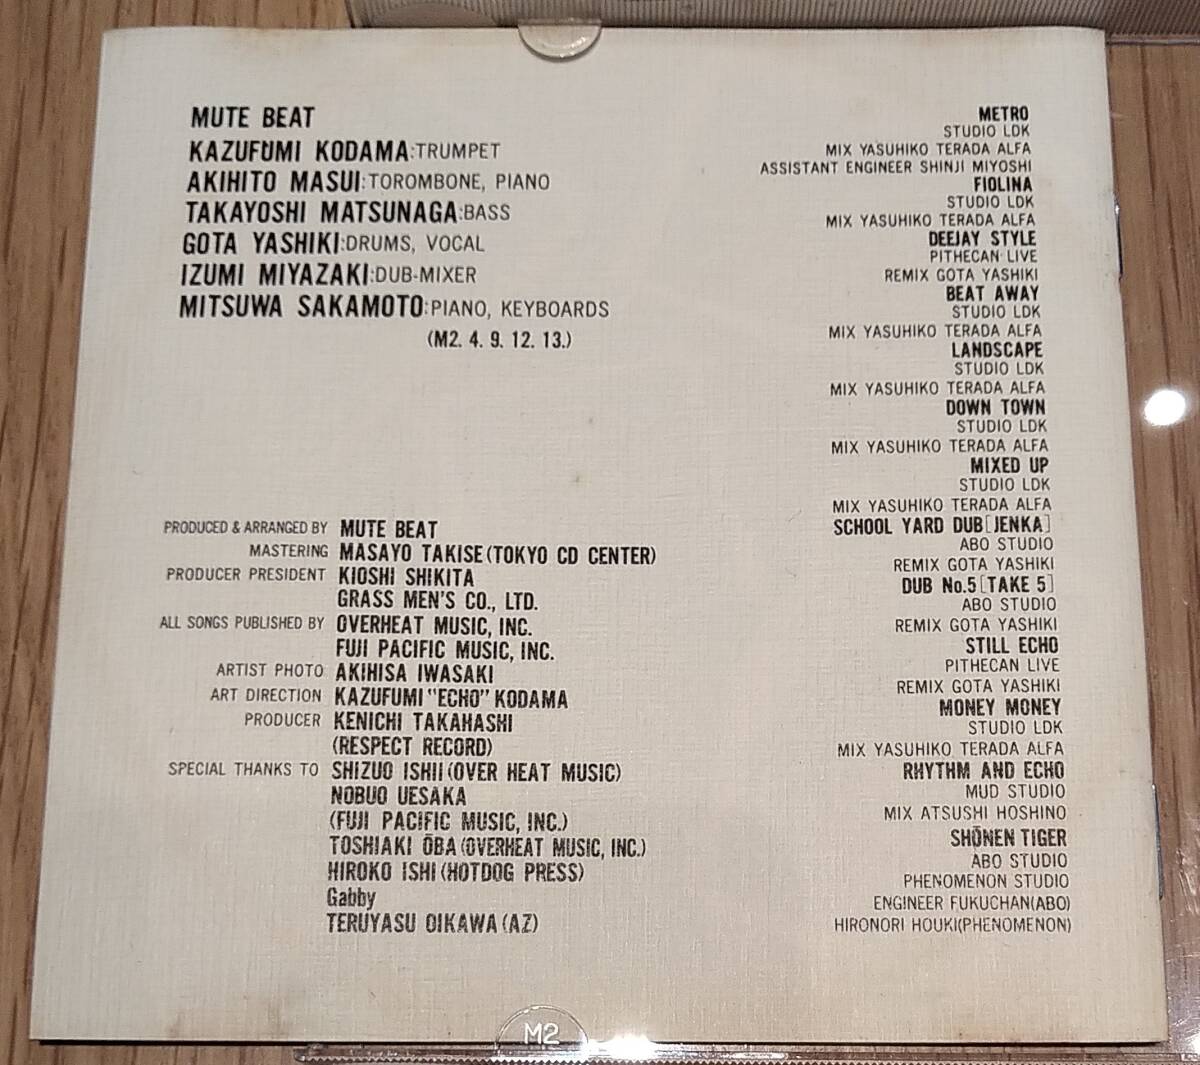 MUTE BEAT
KAZUFUMI KODAMA:TRUMPET
AKIHITO MASUI:TOROMBONE, PIANO
TAKAYOSHI MATSUNAGA:BASS
GOTA YASHIKI:DRUMS, VOCAL
IZUMI MIYAZAKI:DUB-MIXER
MITSUWA SAKAMOTO:PIANO, KEYBOARDS
(M2. 4. 9. 12. 13.)
PRODUCED & ARRANGED BY MUTE BEAT
MASTERING MASAYO TAKISE(TOKYO CD CENTER)
PRODUCER PRESIDENT KIOSHI SHIKITA
GRASS MEN'S CO., LTD.
ALL SONGS PUBLISHED BY OVERHEAT MUSIC, INC.
FUJI PACIFIC MUSIC, INC.
ARTIST PHOTO AKIHISA IWASAKI
ART DIRECTION KAZUFUMI "ECHO" KODAMA
PRODUCER KENICHI TAKAHASHI
(RESPECT RECORD)
SPECIAL THANKS TO SHIZUO ISHII(OVER HEAT MUSIC)
NOBUO UESAKA
(FUJI PACIFIC MUSIC, INC.)
TOSHIAKI ŌBA(OVERHEAT MUSIC, INC.)
HIROKO ISHI(HOTDOG PRESS)
Gabby
TERUYASU OIKAWA(AZ)
METRO
STUDIO LDK
MIX YASUHIKO TERADA ALFA
ASSISTANT ENGINEER SHINJI MIYOSHI
FIOLINA
STUDIO LDK
MIX YASUHIKO TERADA ALFA
DEEJAY STYLE
PITHECAN LIVE
REMIX GOTA YASHIKI
BEAT AWAY
STUDIO LDK
MIX YASUHIKO TERADA ALFA
LANDSCAPE
STUDIO LDK
MIX YASUHIKO TERADA ALFA
DOWN TOWN
STUDIO LDK
MIX YASUHIKO TERADA ALFA
MIXED UP
STUDIO LDK
MIX YASUHIKO TERADA ALFA
SCHOOL YARD DUB[JENKA]
ABO STUDIO
REMIX GOTA YASHIKI
DUB No.5[TAKE 5]
ABO STUDIO
REMIX GOTA YASHIKI
STILL ECHO
PITHECAN LIVE
REMIX GOTA YASHIKI
MONEY MONEY
STUDIO LDK
MIX YASUHIKO TERADA ALFA
RHYTHM AND ECHO
MUD STUDIO
MIX ATSUSHI HOSHINO
SHŌNEN TIGER
ABO STUDIO
PHENOMENON STUDIO
ENGINEER FUKUCHAN(ABO)
HIRONORI HOUKI(PHENOMENON)
M2